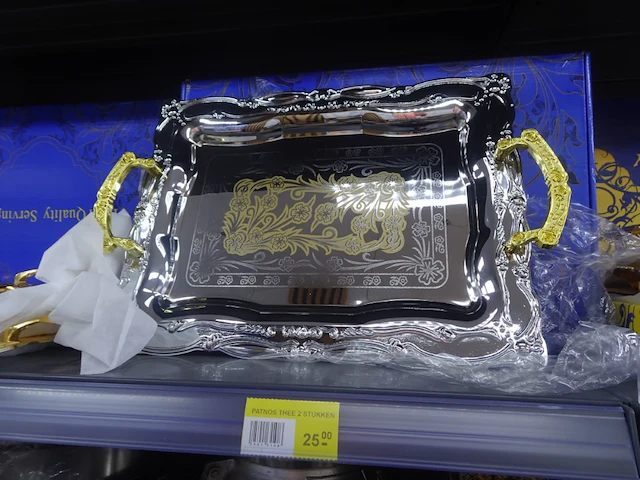 Quality Serving
PATNOS THEE 2 STUKKEN
25.00